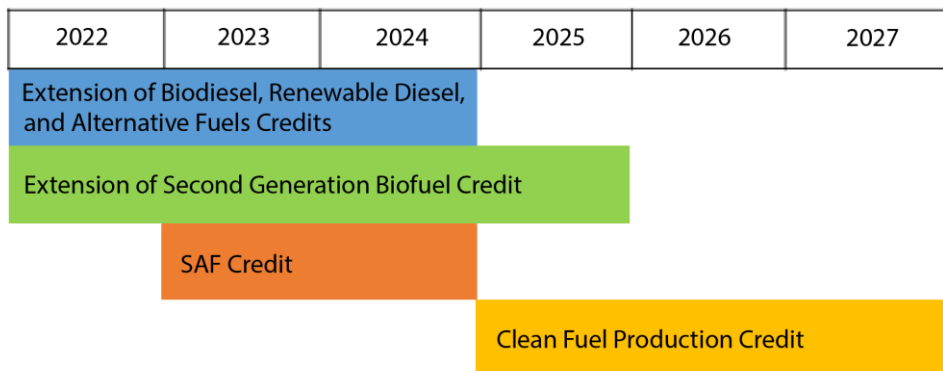 2022 2023 2024 2025 2026 2027
Extension of Biodiesel, Renewable Diesel,
and Alternative Fuels Credits
Extension of Second Generation Biofuel Credit
SAF Credit
Clean Fuel Production Credit